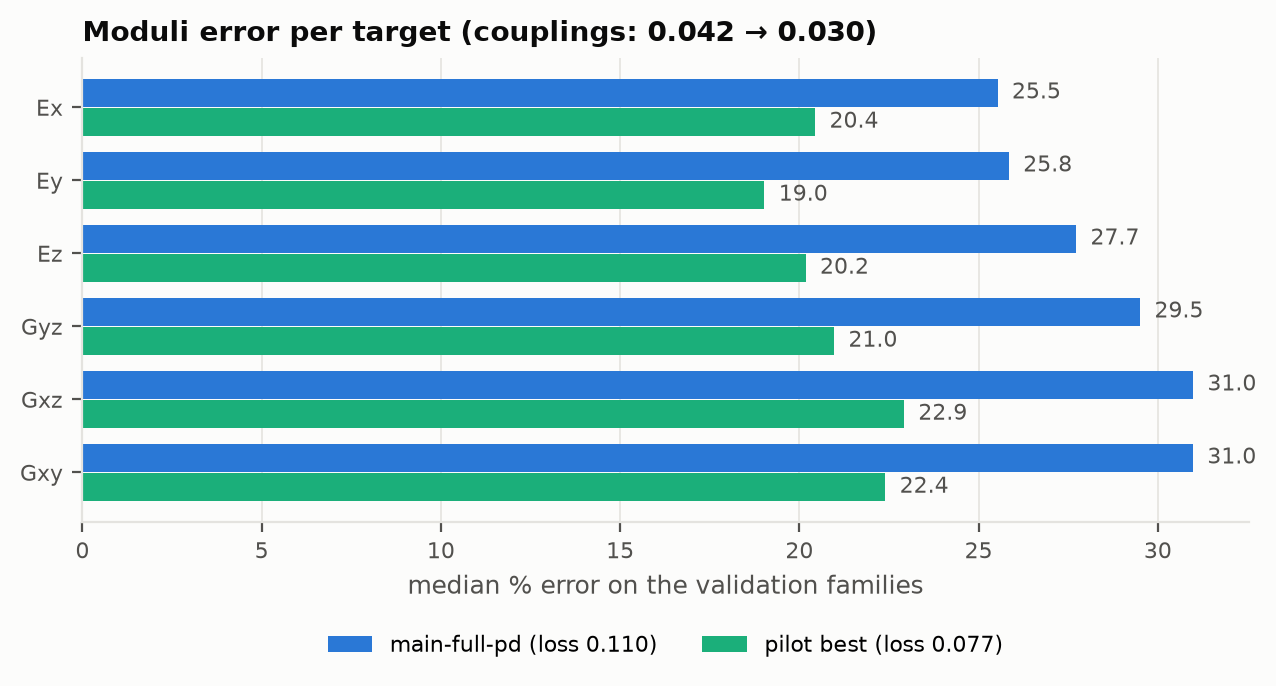 Moduli error per target (couplings: 0.042 → 0.030)
Ex
25.5
20.4
Ey
25.8
19.0
Ez
27.7
20.2
Gyz
29.5
21.0
Gxz
31.0
22.9
Gxy
31.0
22.4
0 5 10 15 20 25 30
median % error on the validation families
main-full-pd (loss 0.110) pilot best (loss 0.077)